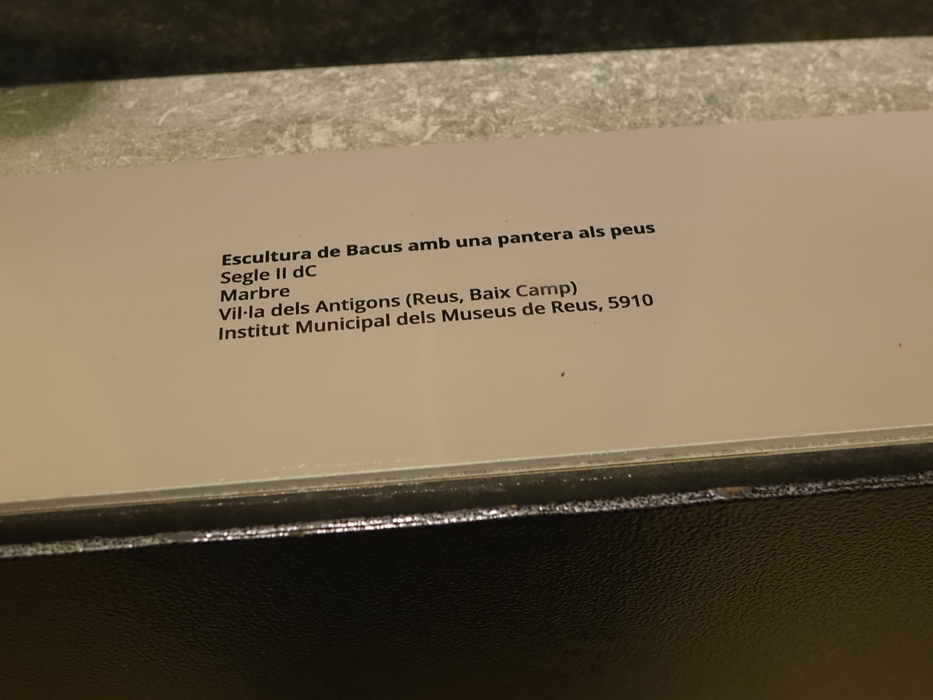 Escultura de Bacus amb una pantera als peus
Segle II dC
Marbre
Vil·la dels Antigons (Reus, Baix Camp)
Institut Municipal dels Museus de Reus, 5910